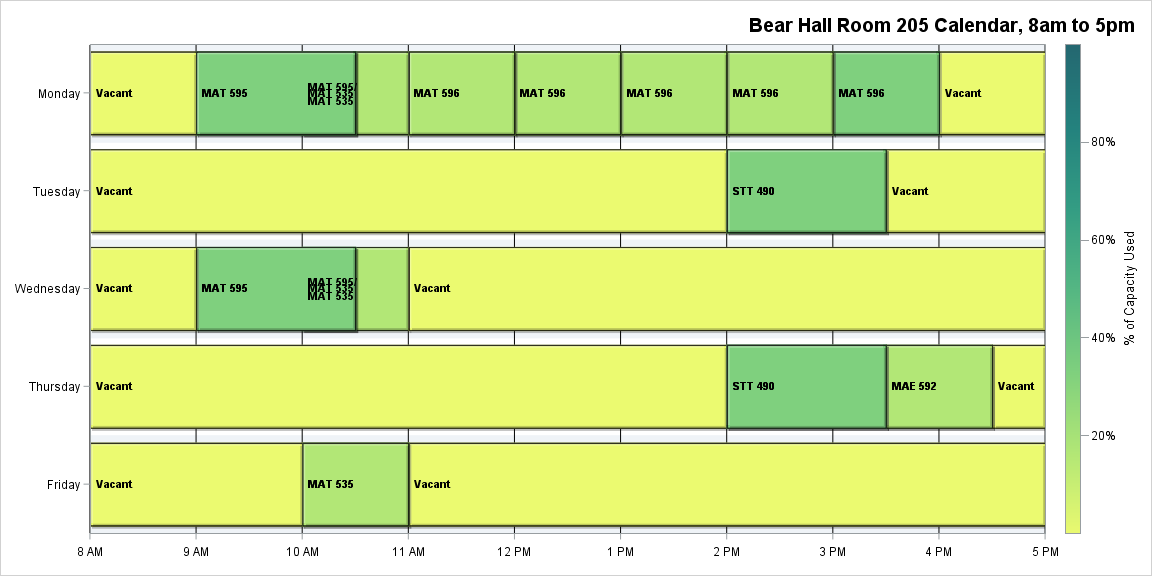 Bear Hall Room 205 Calendar, 8am to 5pm
Monday
Vacant
MAT 595
MAT 595/
MAT 535
MAT 535
MAT 596
MAT 596
MAT 596
MAT 596
MAT 596
Vacant
Tuesday
Vacant
STT 490
Vacant
Wednesday
Vacant
MAT 595
MAT 595/
MAT 535
MAT 535
Vacant
Thursday
Vacant
STT 490
MAE 592
Vacant
Friday
Vacant
MAT 535
Vacant
8 AM
9 AM
10 AM
11 AM
12 PM
1 PM
2 PM
3 PM
4 PM
5 PM
80%
60%
40%
20%
% of Capacity Used